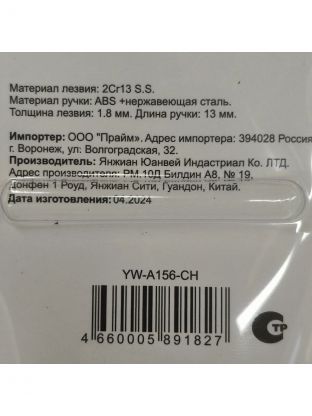 Материал лезвия: 2Cr13 S.S.
Материал ручки: ABS +нержавеющая сталь.
Толщина лезвия: 1.8 мм. Длина ручки: 13 мм.
Импортер: ООО "Прайм». Адрес импортера: 394028 Россия
г. Воронеж, ул: Волгоградская, 32.
Производитель: Янжиан Юанвей Индастриал Ко. ЛТД.
Адрес производителя: РМ.10Д Билдин А8, № 19,
донфен 1 Роуд, Янжиан Сити, Гуандон, Китай.
Дата изготовления: 04.2024
YW-A156-CH
4 660005 891827
СТР